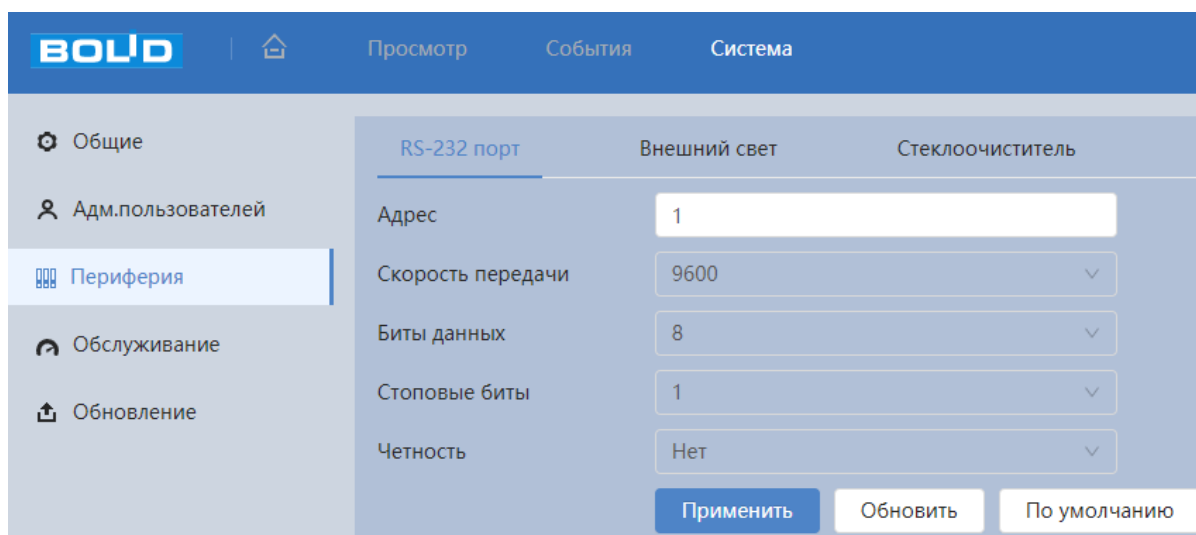 BOLID Просмотр События Система
Общие
Адм.пользователей
Периферия
Обслуживание
Обновление
RS-232 порт Внешний свет Стеклоочиститель
Адрес 1
Скорость передачи 9600
Биты данных 8
Стоповые биты 1
Четность Нет
Применить Обновить По умолчанию